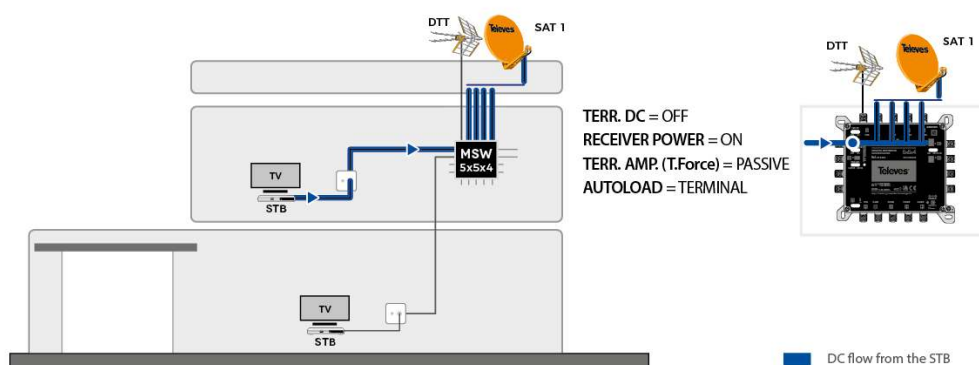 DTT
Televes
SAT 1
TERR. DC = OFF
RECEIVER POWER = ON
TERR. AMP. (T.Force) = PASSIVE
AUTOLOAD = TERMINAL
MSW
5x5x4
TV
STB
TV
STB
DTT
Televes
SAT 1
Televes
DC flow from the STB